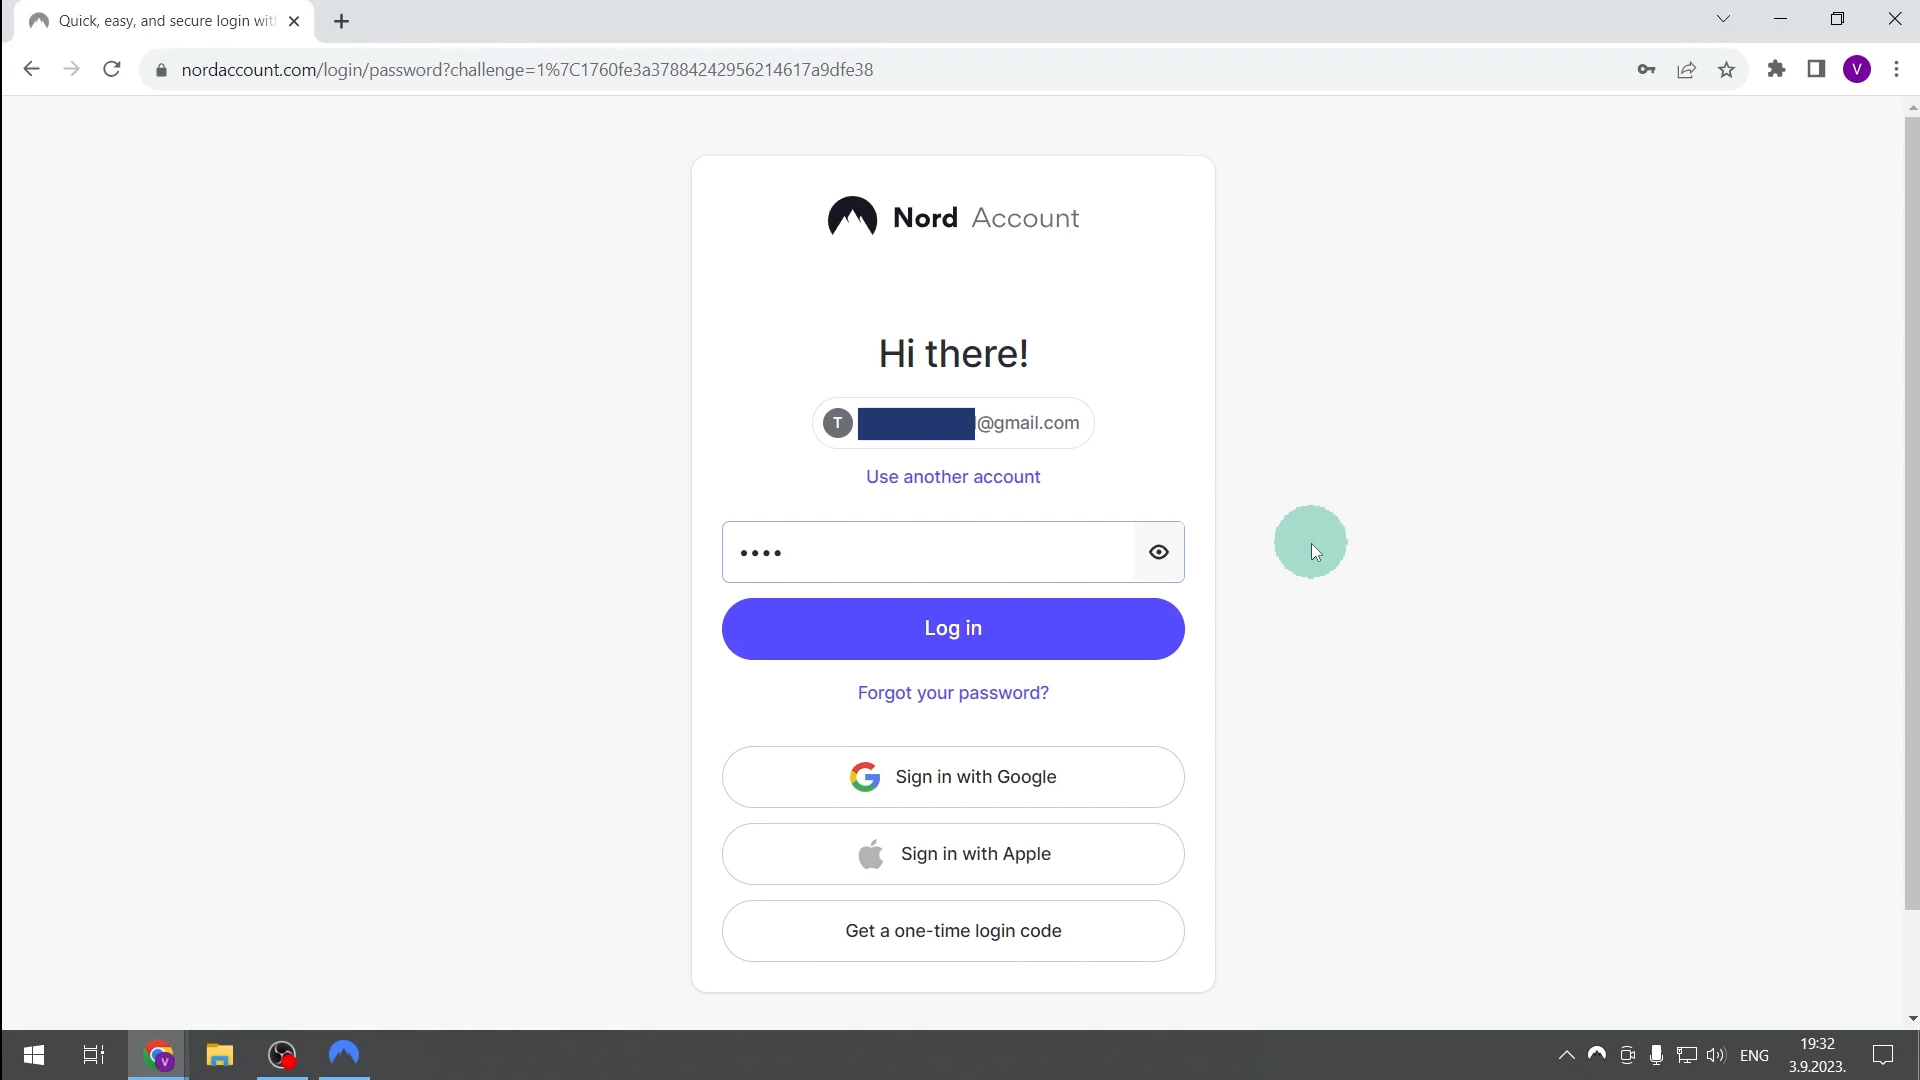 Quick, easy, and secure login wit
nordaccount.com/login/password?challenge=1%7C1760fe3a37884242956214617a9dfe38
V
Nord Account
Hi there!
T
@gmail.com
Use another account
••••
Log in
Forgot your password?
Sign in with Google
Sign in with Apple
Get a one-time login code
V
ENG
19:32
3.9.2023.